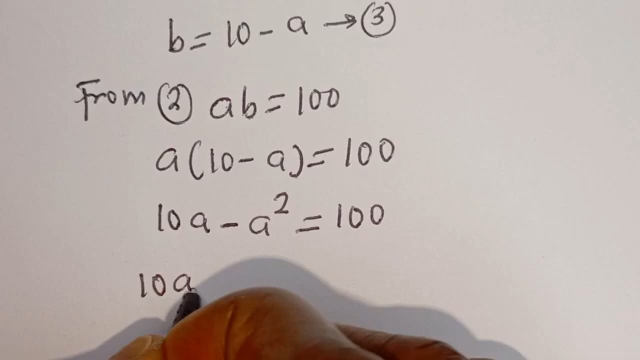 b = 10 - a → ③
From ② ab = 100
a(10 - a) = 100
10a - a² = 100
10a